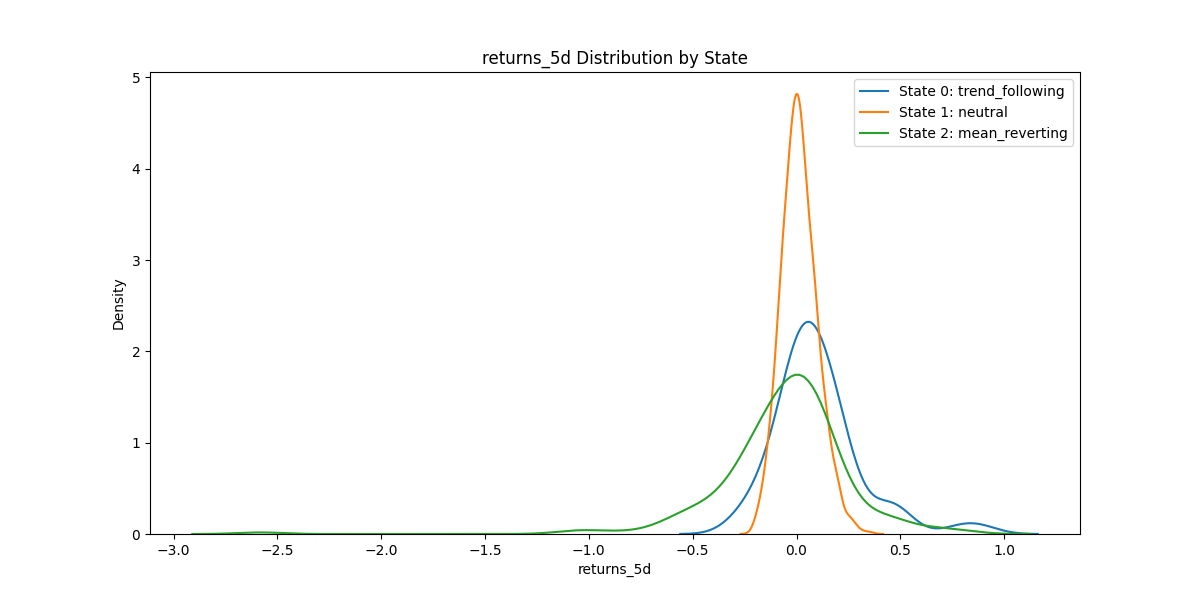 returns_5d Distribution by State
State 0: trend_following
State 1: neutral
State 2: mean_reverting
Density
5
4
3
2
1
0
−3.0 −2.5 −2.0 −1.5 −1.0 −0.5 0.0 0.5 1.0
returns_5d